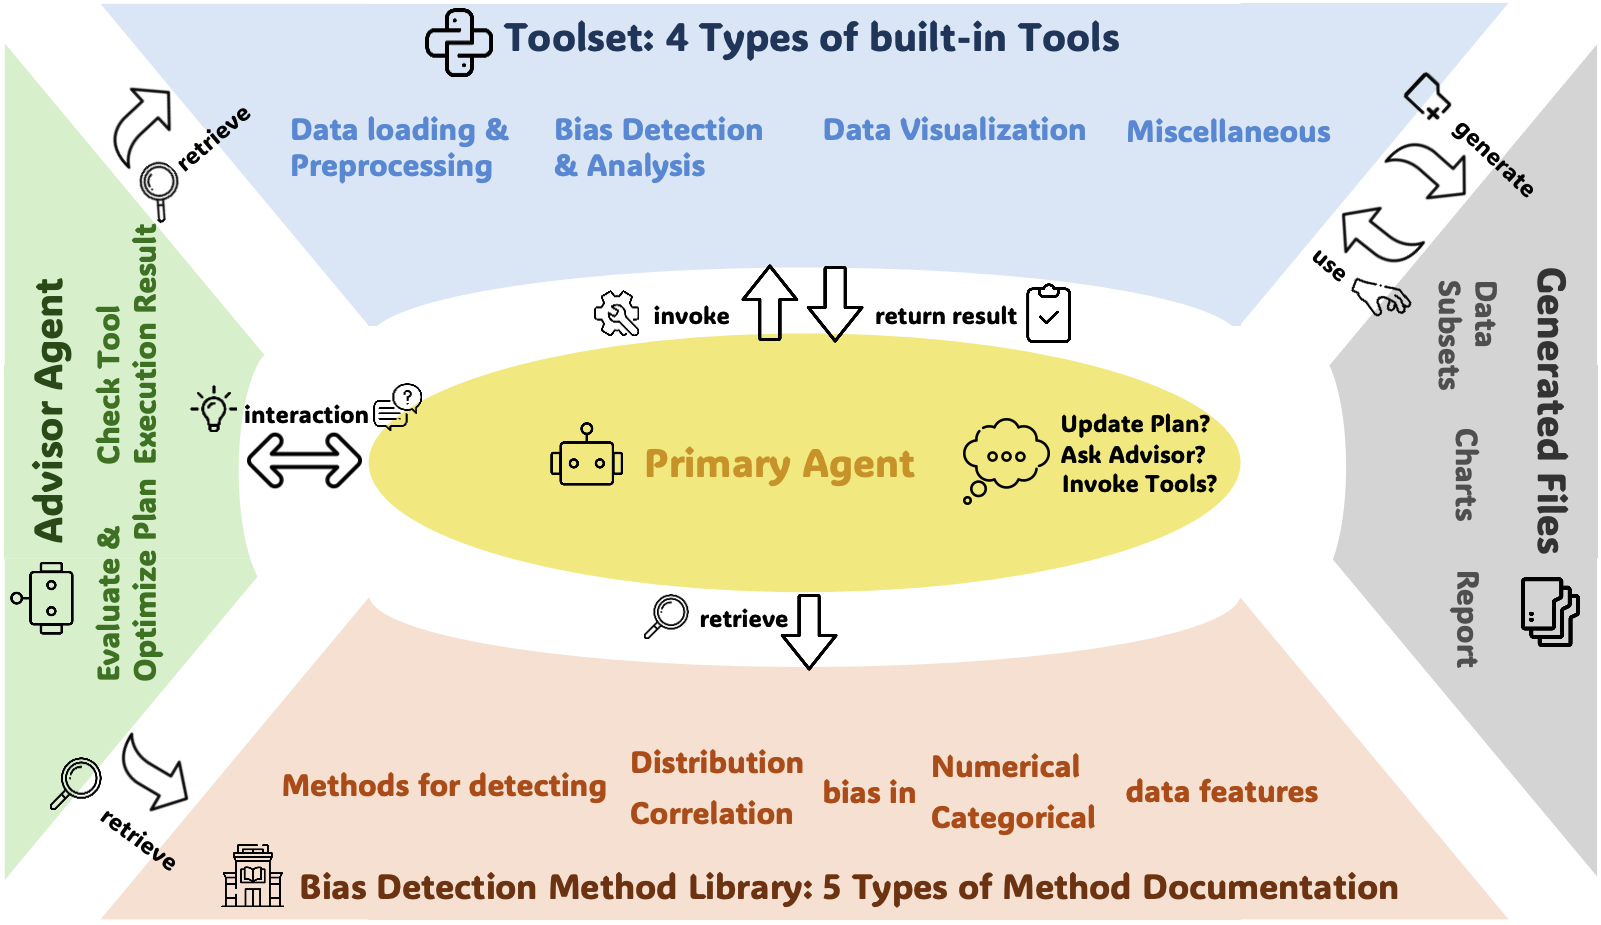 Toolset: 4 Types of built-in Tools
Data loading &
Preprocessing
Bias Detection
& Analysis
Data Visualization
Miscellaneous
retrieve
generate
use
invoke
return result
Advisor Agent
Check Tool
Execution Result
Evaluate &
Optimize Plan
interaction
?
Primary Agent
Update Plan?
Ask Advisor?
Invoke Tools?
Generated Files
Data
Subsets
Charts
Report
retrieve
retrieve
Methods for detecting
Distribution
Correlation
bias in
Numerical
Categorical
data features
Bias Detection Method Library: 5 Types of Method Documentation